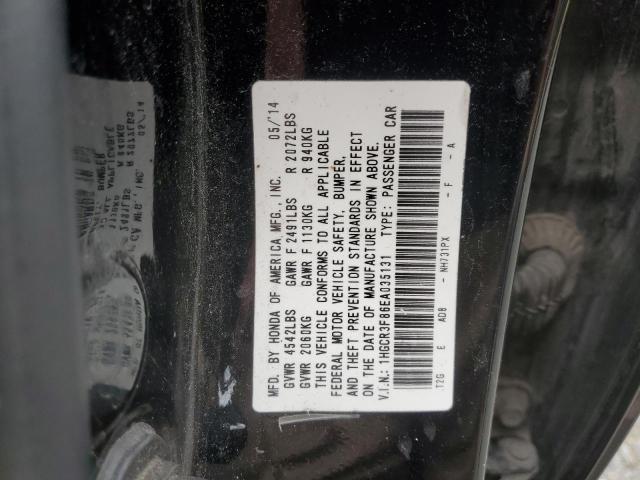 MFD. BY HONDA OF AMERICA MFG., INC. 05/'14
GVWR 4542LBS GAWR F 2491LBS R 2072LBS
GVWR 2060KG GAWR F 1130KG R 940KG
THIS VEHICLE CONFORMS TO ALL APPLICABLE
FEDERAL MOTOR VEHICLE SAFETY, BUMPER,
AND THEFT PREVENTION STANDARDS IN EFFECT
ON THE DATE OF MANUFACTURE SHOWN ABOVE.
V.I.N.: 1HGCR3F86EA035131 TYPE: PASSENGER CAR
T2G E AD8 - NH731PX - F - A